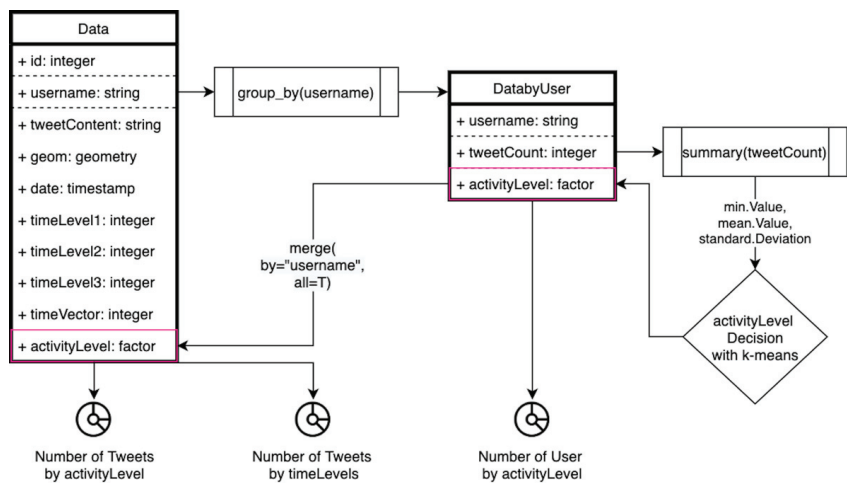 Data
+ id: integer
+ username: string
+ tweetContent: string
+ geom: geometry
+ date: timestamp
+ timeLevel1: integer
+ timeLevel2: integer
+ timeLevel3: integer
+ timeVector: integer
+ activityLevel: factor
group_by(username)
DatabyUser
+ username: string
+ tweetCount: integer
+ activityLevel: factor
summary(tweetCount)
min.Value,
mean.Value,
standard.Deviation
activityLevel
Decision
with k-means
merge(
by="username",
all=T)
Number of Tweets
by activityLevel
Number of Tweets
by timeLevels
Number of User
by activityLevel